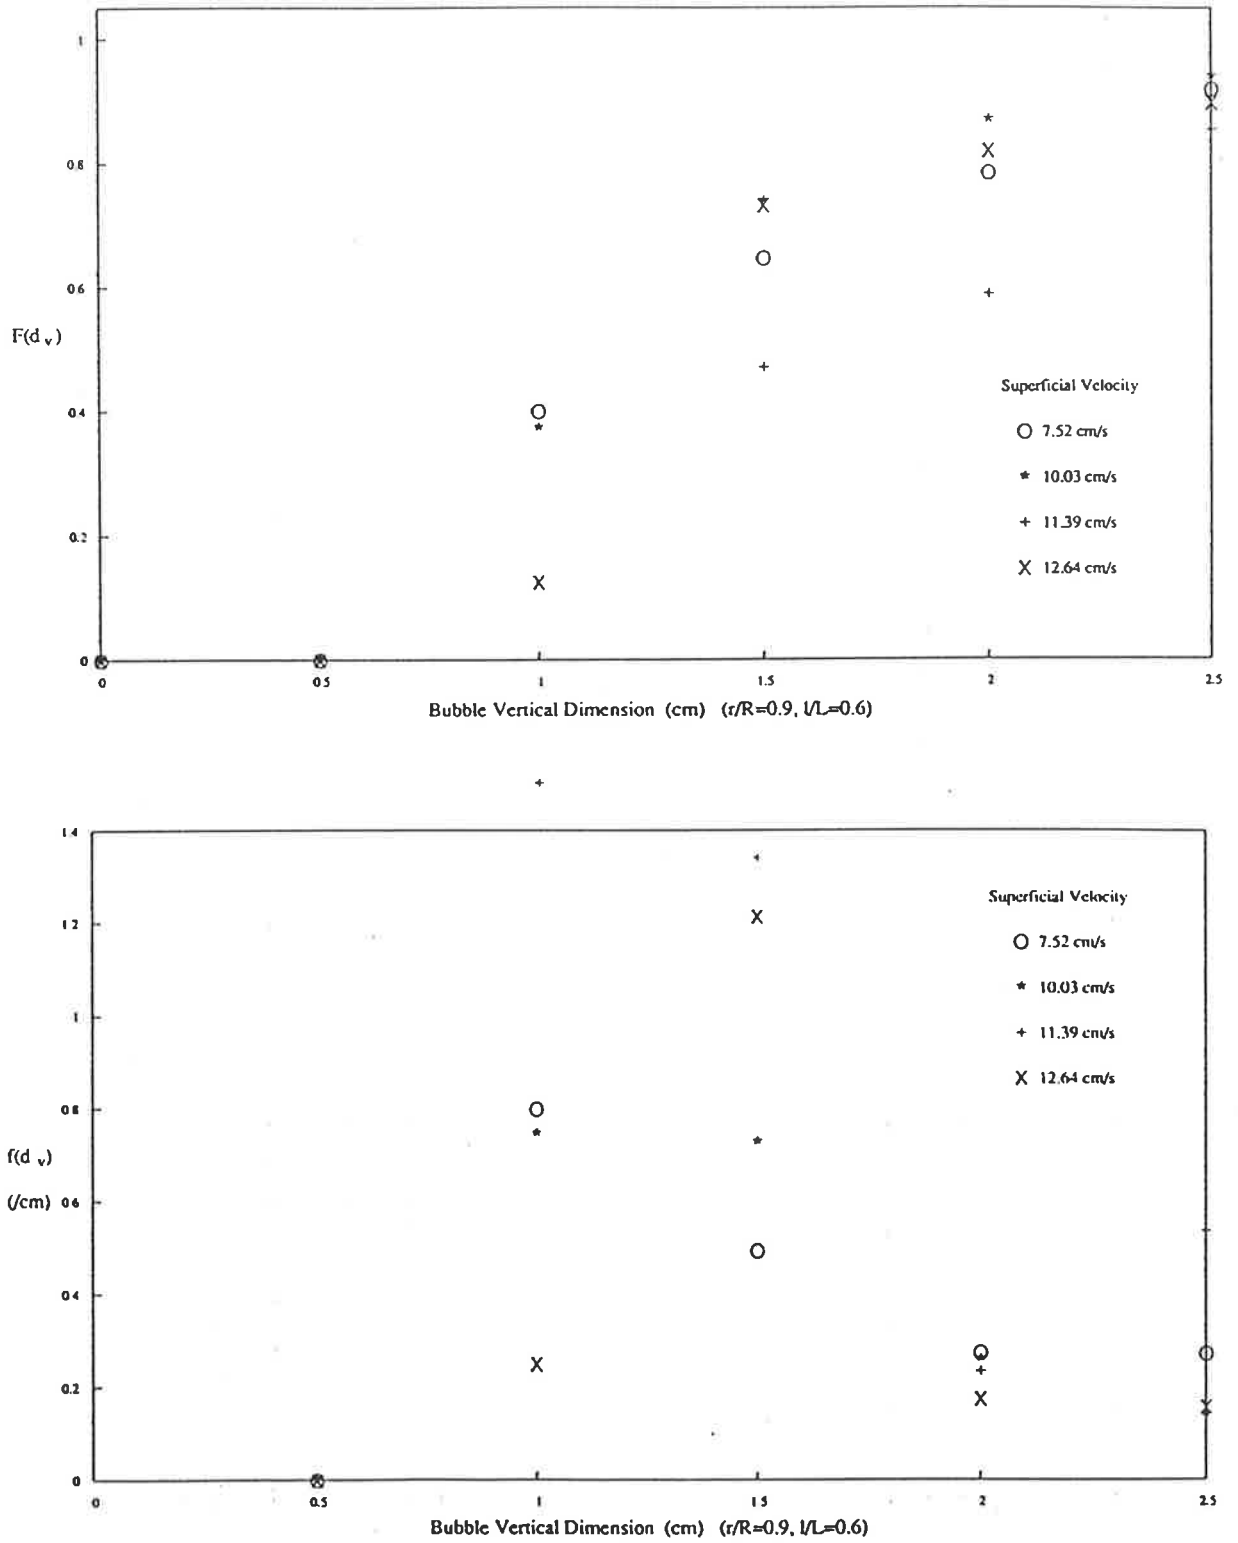 1
0.8
0.6
F(d v)
0.4
0.2
0
0 0.5 1 1.5 2 2.5
Superficial Velocity
O 7.52 cm/s
* 10.03 cm/s
+ 11.39 cm/s
X 12.64 cm/s
Bubble Vertical Dimension (cm) (r/R=0.9, l/L=0.6)
1.4
1.2
1
0.8
f(d v)
(/cm) 0.6
0.4
0.2
0
0 0.5 1 1.5 2 2.5
Superficial Velocity
O 7.52 cm/s
* 10.03 cm/s
+ 11.39 cm/s
X 12.64 cm/s
Bubble Vertical Dimension (cm) (r/R=0.9, l/L=0.6)